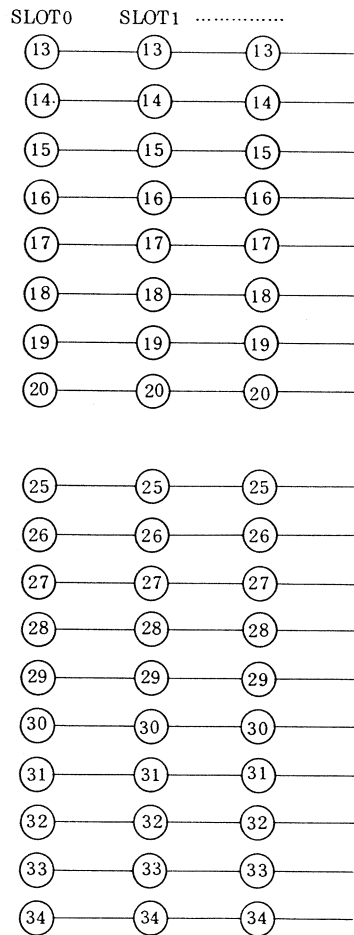 SLOT0 SLOT1 ...............
13 13 13
14. 14 14
15 15 15
16 16 16
17 17 17
18 18 18
19 19 19
20 20 20
25 25 25
26 26 26
27 27 27
28 28 28
29 29 29
30 30 30
31 31 31
32 32 32
33 33 33
34 34 34